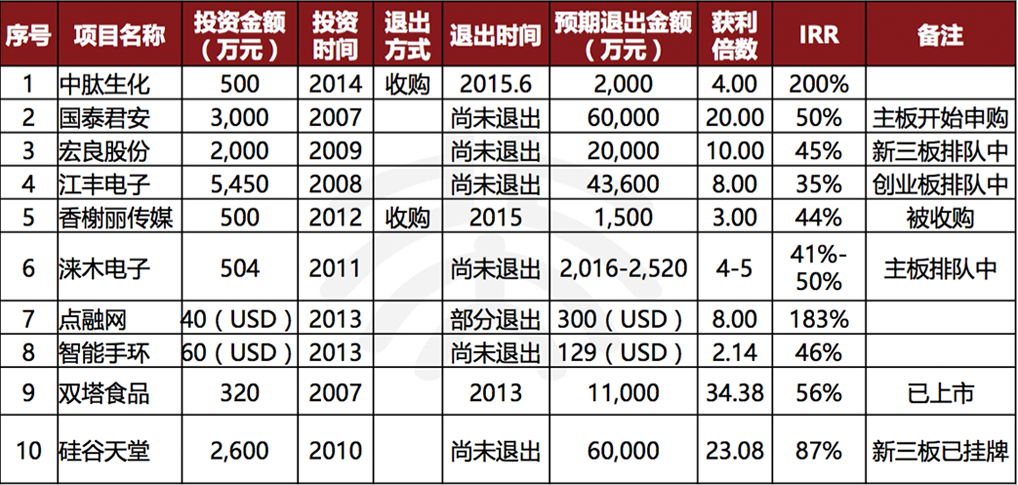 序号 项目名称 投资金额（万元） 投资时间 退出方式 退出时间 预期退出金额（万元） 获利倍数 IRR 备注
1 中肽生化 500 2014 收购 2015.6 2,000 4.00 200%
2 国泰君安 3,000 2007 尚未退出 60,000 20.00 50% 主板开始申购
3 宏良股份 2,000 2009 尚未退出 20,000 10.00 45% 新三板排队中
4 江丰电子 5,450 2008 尚未退出 43,600 8.00 35% 创业板排队中
5 香榭丽传媒 500 2012 收购 2015 1,500 3.00 44% 被收购
6 涞木电子 504 2011 尚未退出 2,016-2,520 4-5 41%-50% 主板排队中
7 点融网 40（USD） 2013 部分退出 300（USD） 8.00 183%
8 智能手环 60（USD） 2013 尚未退出 129（USD） 2.14 46%
9 双塔食品 320 2007 2013 11,000 34.38 56% 已上市
10 硅谷天堂 2,600 2010 尚未退出 60,000 23.08 87% 新三板已挂牌